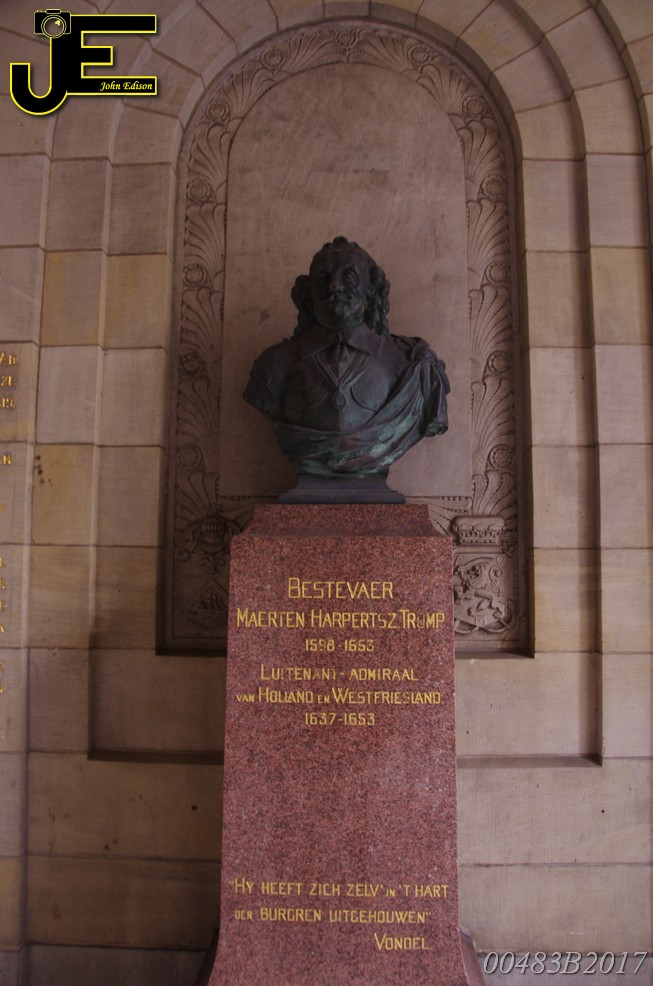 JE
John Edison
BESTEVAER
MAERTEN HARPERTSZ. TROMP
1598-1653
LUITENANT-ADMIRAAL
VAN HOLLAND EN WESTFRIESLAND.
1637-1653
"HY HEEFT ZICH ZELV' IN 'T HART
DER BURGREN UITGEHOUWEN"
VONDEL.
00483B2017